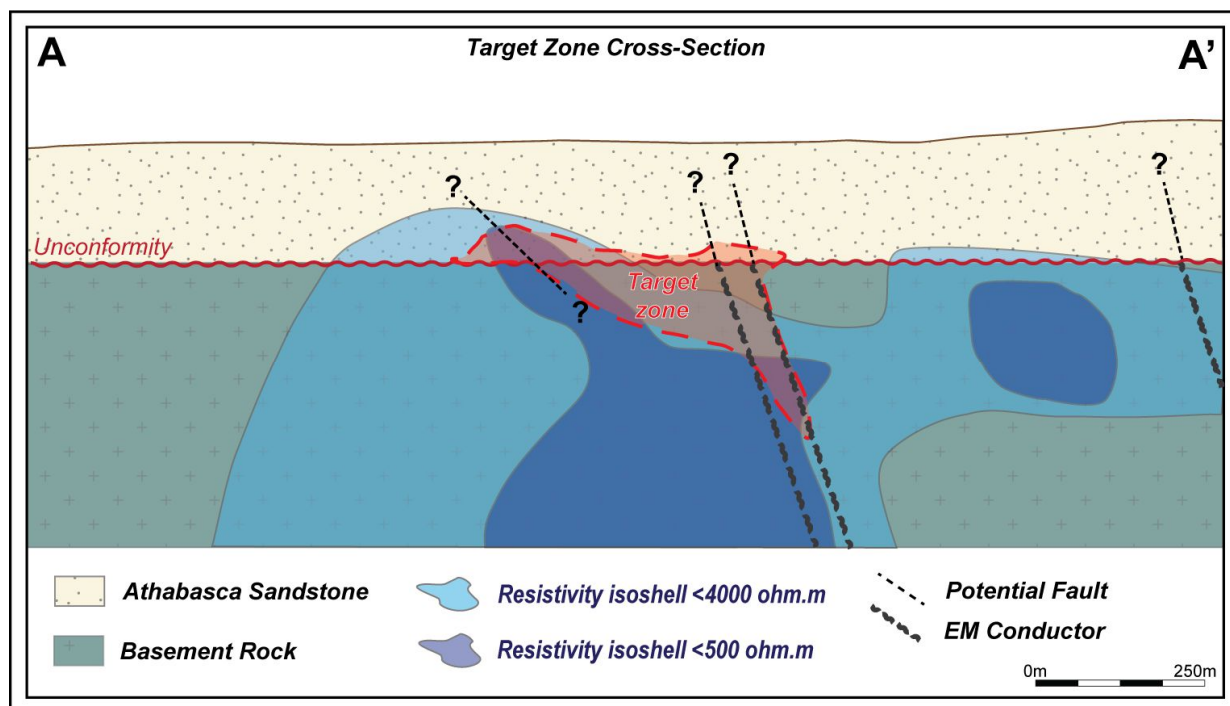 A
Target Zone Cross-Section
A’
?
?
?
?
Unconformity
Target
zone
?
Athabasca Sandstone
Resistivity isoshell <4000 ohm.m
Potential Fault
EM Conductor
Basement Rock
Resistivity isoshell <500 ohm.m
0m
250m